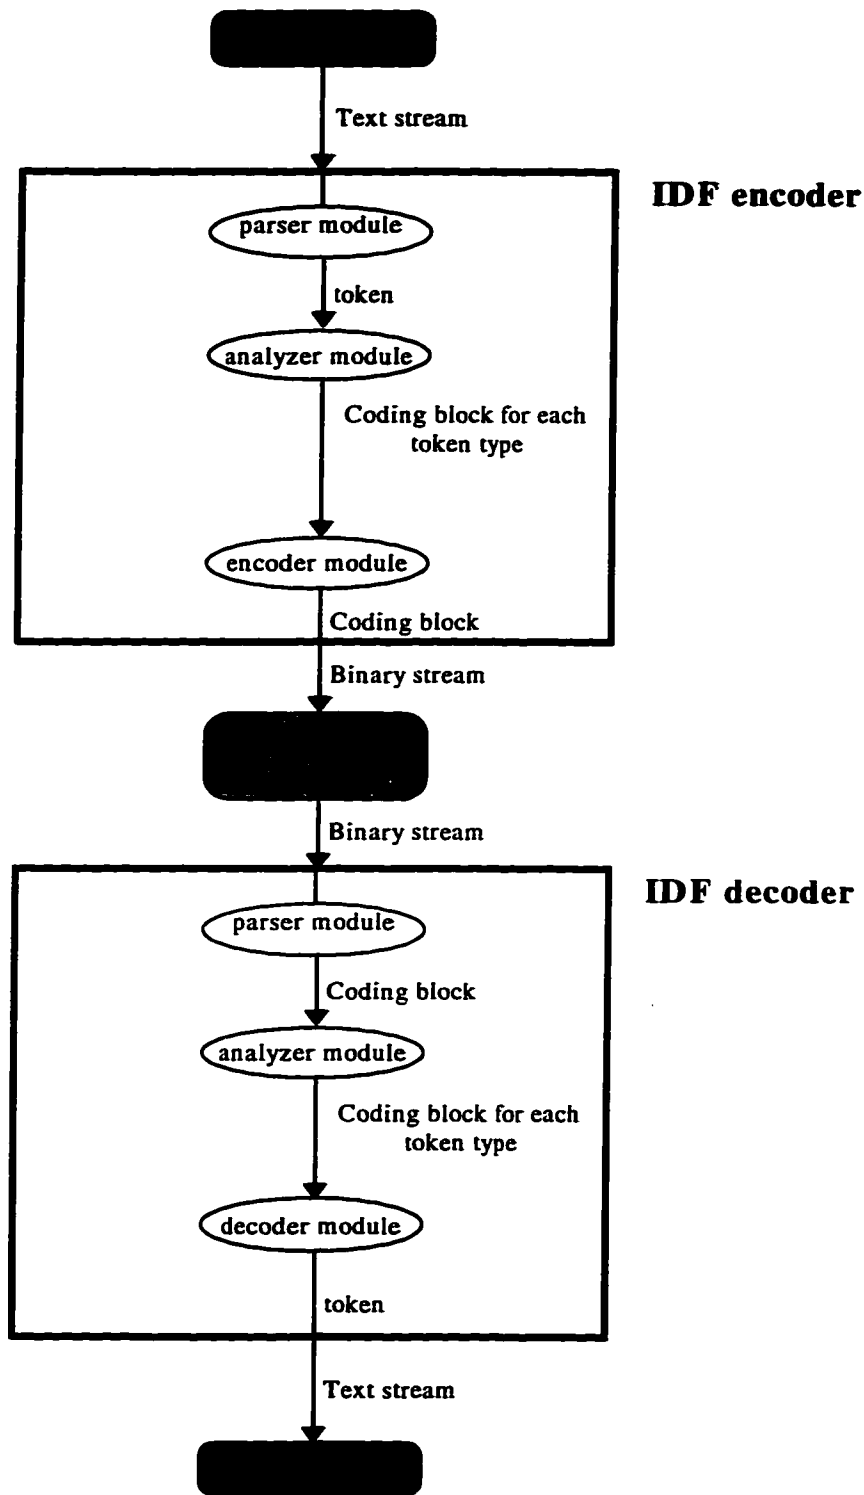 Text stream
IDF encoder
parser module
token
analyzer module
Coding block for each
token type
encoder module
Coding block
Binary stream
Binary stream
IDF decoder
parser module
Coding block
analyzer module
Coding block for each
token type
decoder module
token
Text stream